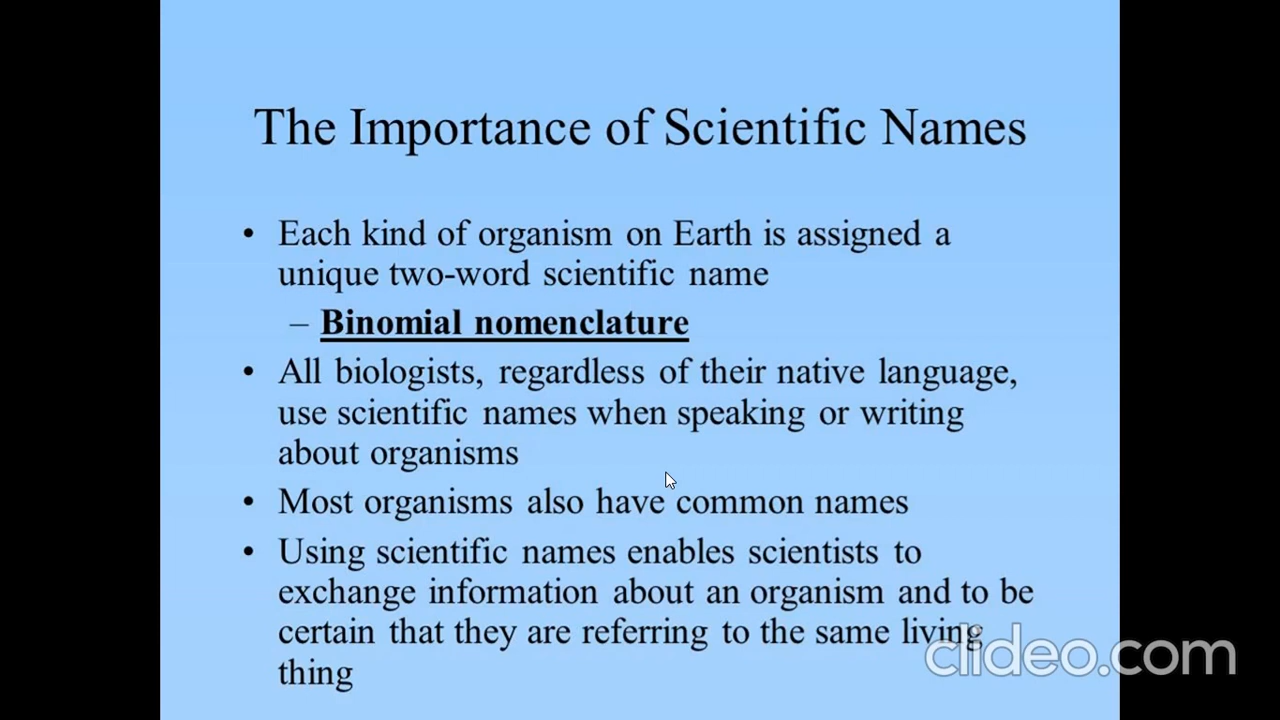 The Importance of Scientific Names
• Each kind of organism on Earth is assigned a
unique two-word scientific name
– Binomial nomenclature
• All biologists, regardless of their native language,
use scientific names when speaking or writing
about organisms
• Most organisms also have common names
• Using scientific names enables scientists to
exchange information about an organism and to be
certain that they are referring to the same living
thing
clideo.com